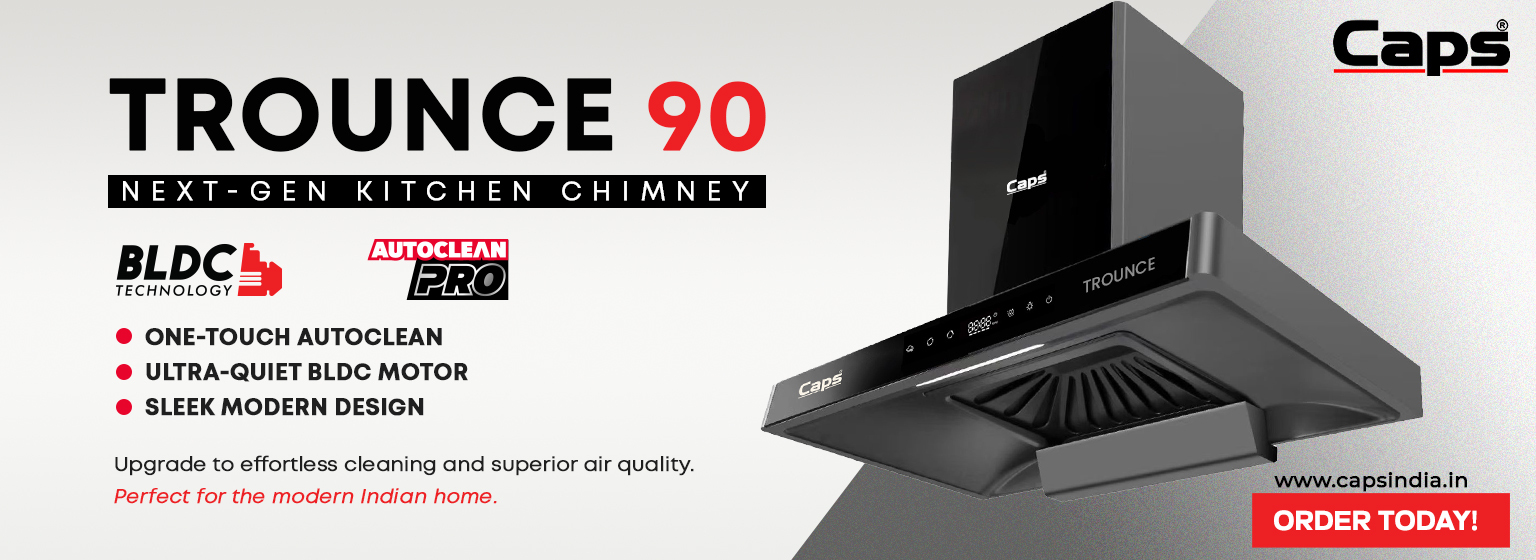 Caps®
TROUNCE 90
NEXT-GEN KITCHEN CHIMNEY
BLDC
TECHNOLOGY
AUTOCLEAN
PRO
ONE-TOUCH AUTOCLEAN
ULTRA-QUIET BLDC MOTOR
SLEEK MODERN DESIGN
Upgrade to effortless cleaning and superior air quality.
Perfect for the modern Indian home.
Caps
TROUNCE
88:88
Caps
www.capsindia.in
ORDER TODAY!